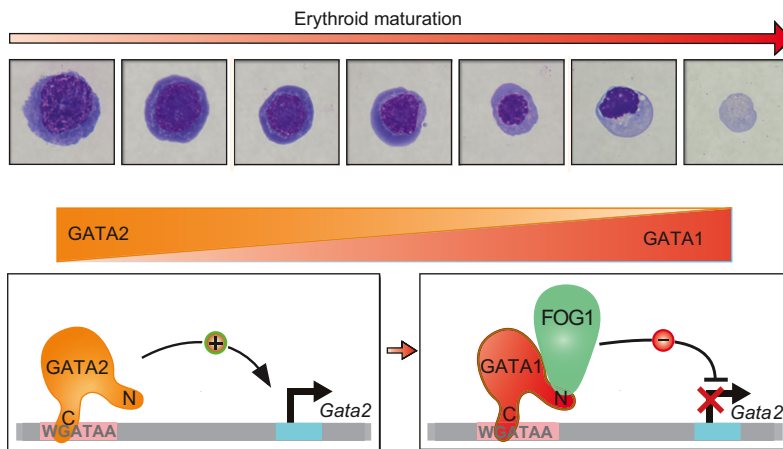 Erythroid maturation
GATA2
GATA1
GATA2
+
N
C
WGATAA
Gata2
FOG1
GATA1
−
N
C
WGATAA
Gata2